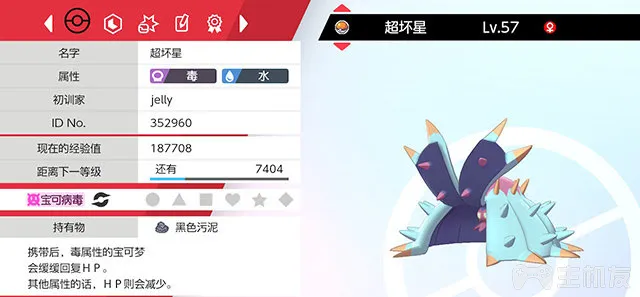 超坏星 Lv.57
名字 超坏星
属性 毒 水
初训家 jelly
ID No. 352960
现在的经验值 187708
距离下一等级 还有 7404
宝可病毒
持有物 黑色污泥
携带后，毒属性的宝可梦
会缓缓回复ＨＰ。
其他属性的话，ＨＰ则会减少。
主机友